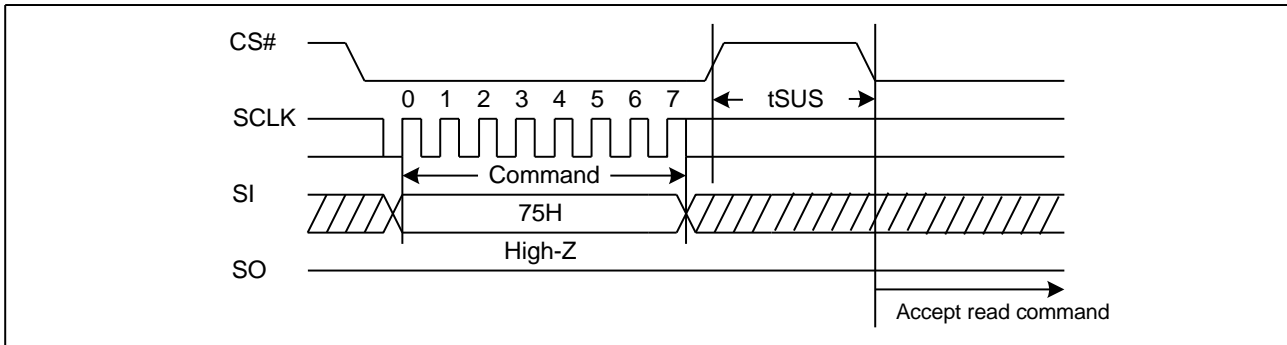 CS#
tSUS
0 1 2 3 4 5 6 7
SCLK
Command
SI
75H
High-Z
SO
Accept read command